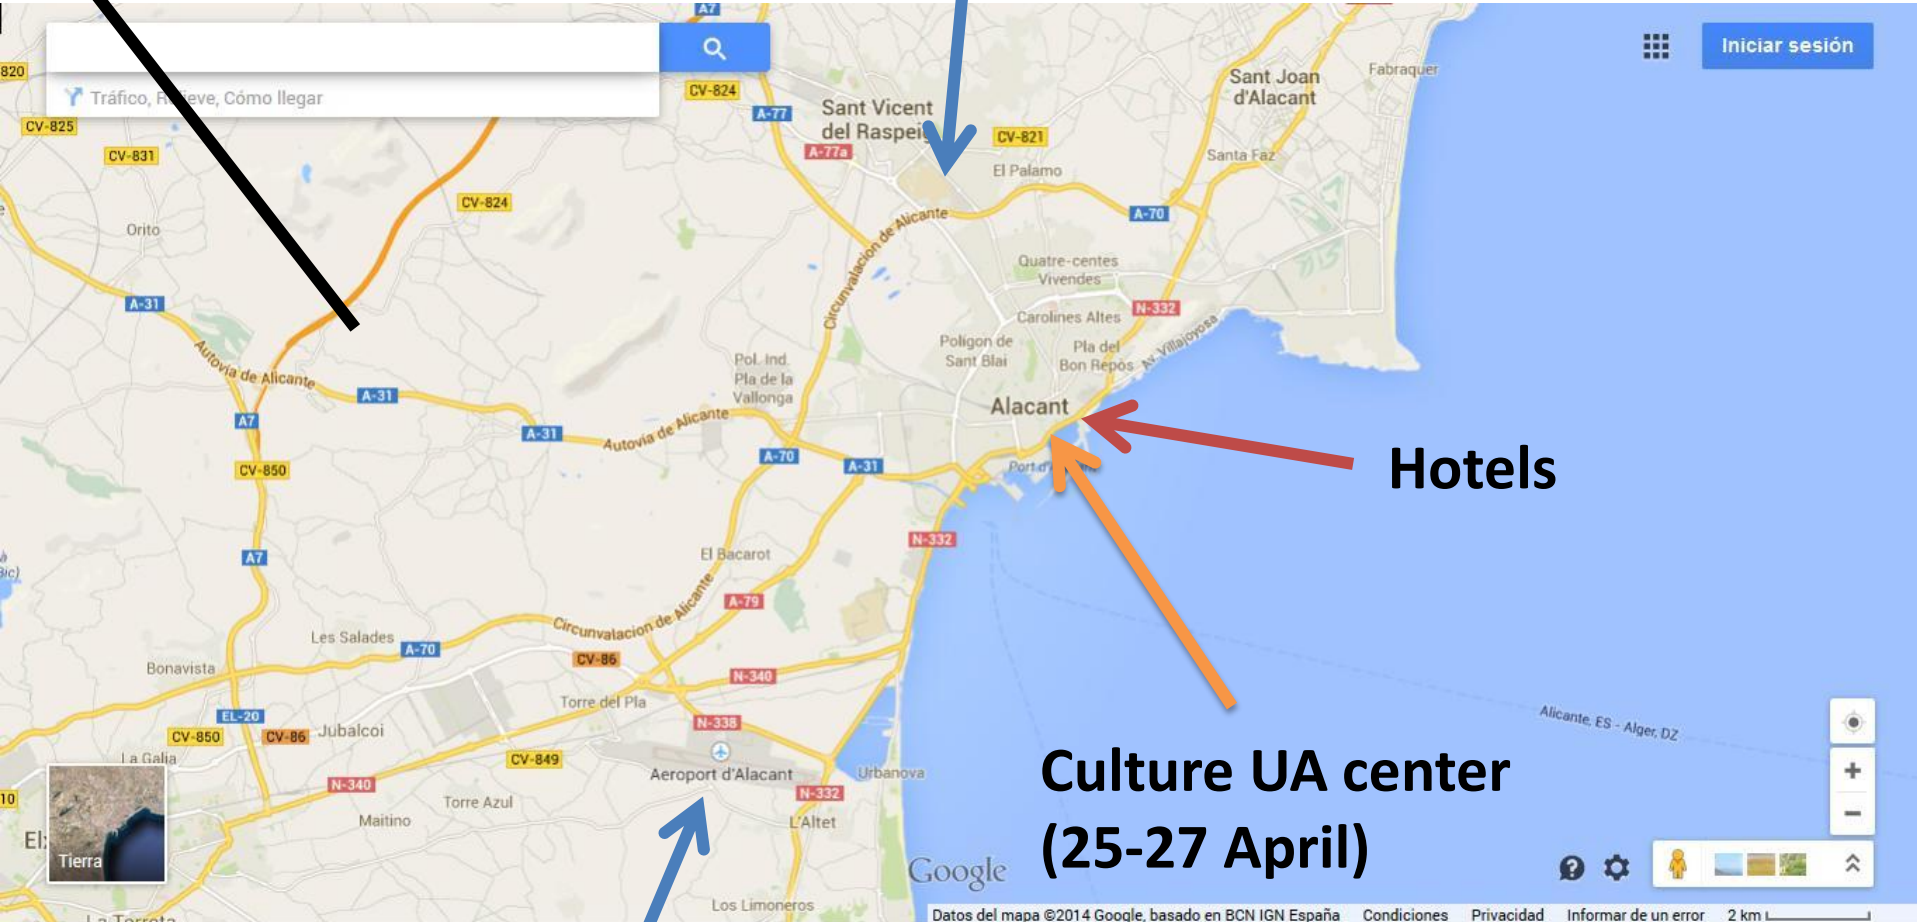 A7
Iniciar sesión
820
Tráfico, Relieve, Cómo llegar
CV-824
A-77
Sant Vicent
del Raspeig
Sant Joan
d'Alacant
Fabraquer
CV-825
CV-831
A-77a
CV-821
Santa Faz
El Palamo
CV-824
A-70
Orito
Circunvalacion de Alicante
Quatre-centes
Vivendes
A-31
N-332
Carolines Altes
Av. Villajoyosa
Polígon de
Sant Blai
Pla del
Bon Repòs
Pol. Ind.
Pla de la
Vallonga
Autovía de Alicante
A-31
Alacant
A7
A-31
Autovia de Alicante
A-70
A-31
CV-850
Hotels
N-332
A7
El Bacarot
A-79
Circunvalacion de Alicante
Les Salades
A-70
CV-86
Bonavista
N-340
Torre del Pla
EL-20
N-338
CV-850
CV-86
Jubalcoi
La Galia
CV-849
Aeroport d'Alacant
Urbanova
Alicante, ES - Alger, DZ
Culture UA center
(25-27 April)
N-340
N-332
10
Torre Azul
Maitino
L'Altet
Tierra
Google
Los Limoneros
Datos del mapa ©2014 Google, basado en BCN IGN España Condiciones Privacidad Informar de un error 2 km